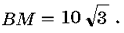 BM = 10 √3 .